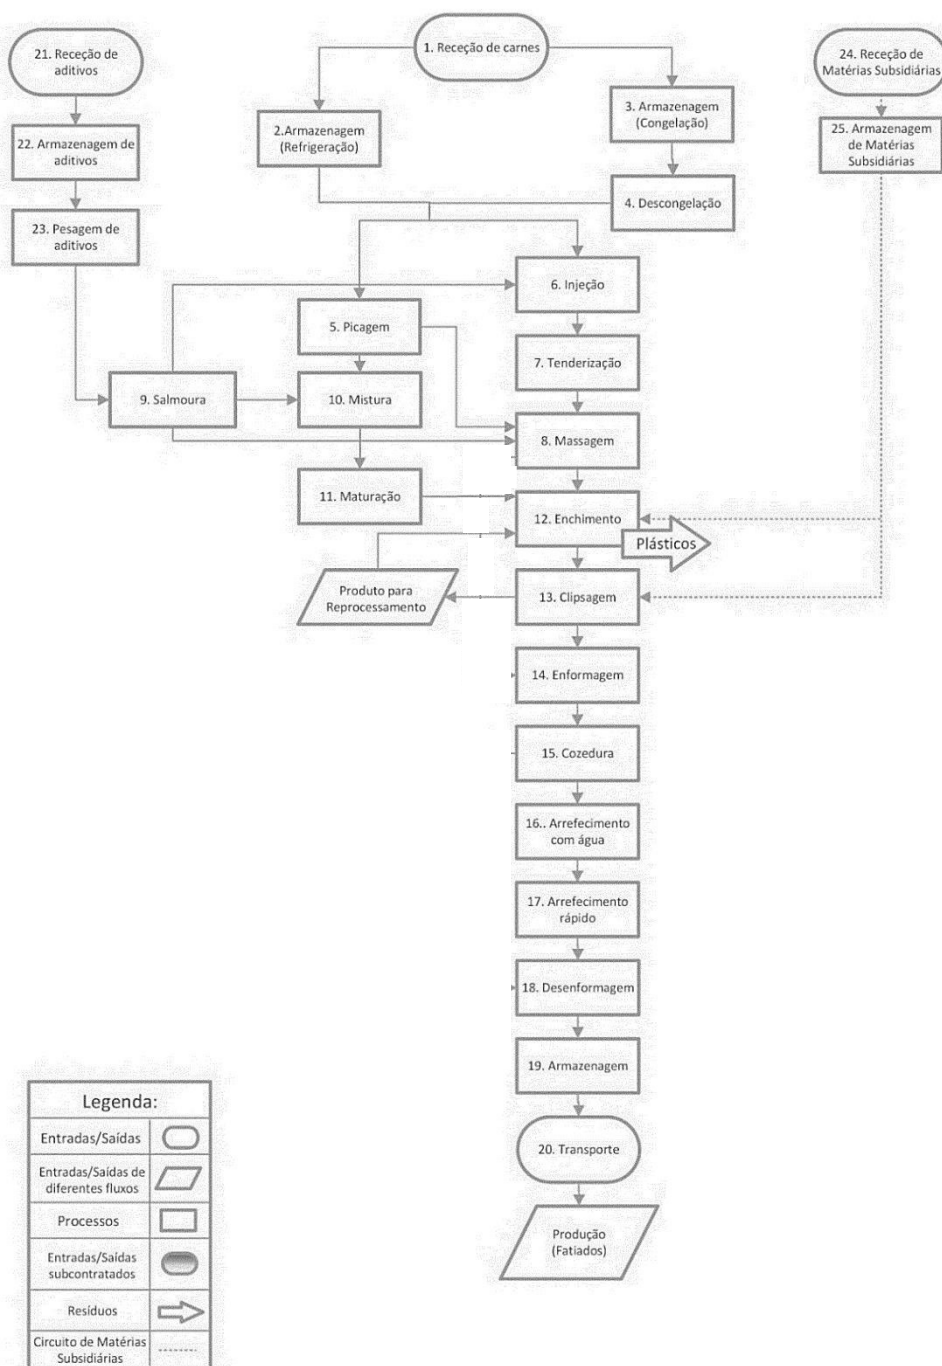 21. Receção de
aditivos
1. Receção de carnes
24. Receção de
Matérias Subsidiárias
22. Armazenagem de
aditivos
2.Armazenagem
(Refrigeração)
3. Armazenagem
(Congelação)
25. Armazenagem
de Matérias
Subsidiárias
23. Pesagem de
aditivos
4. Descongelação
6. Injeção
5. Picagem
7. Tenderização
9. Salmoura
10. Mistura
8. Massagem
11. Maturação
12. Enchimento
Plásticos
Produto para
Reprocessamento
13. Clipsagem
14. Enformagem
15. Cozedura
16.. Arrefecimento
com água
17. Arrefecimento
rápido
18. Desenformagem
19. Armazenagem
20. Transporte
Produção
(Fatiados)
Legenda:
Entradas/Saídas
Entradas/Saídas de
diferentes fluxos
Processos
Entradas/Saídas
subcontratados
Resíduos
Circuito de Matérias
Subsidiárias